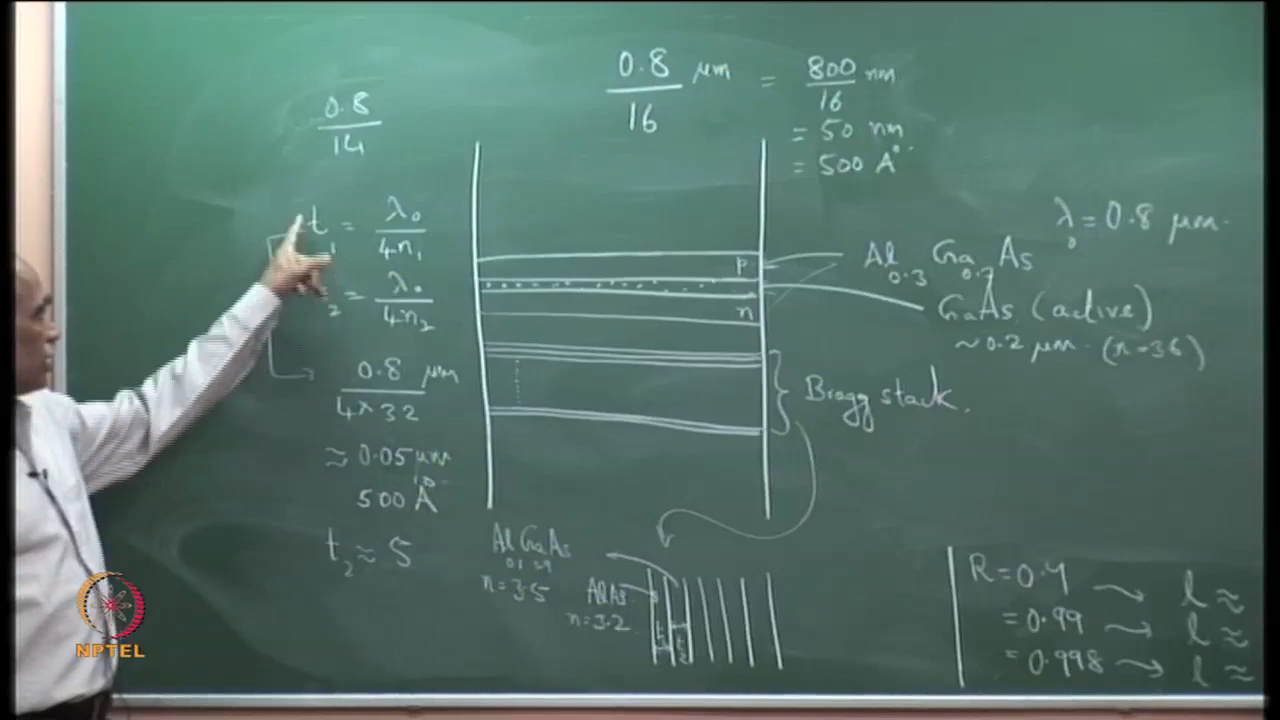 0.8/16 μm = 800/16 nm
= 50 nm
= 500 A°
0.8/14
t₁ = λ₀/4n₁
₂ = λ₀/4n₂
0.8/4×3.2 μm
≈ 0.05 μm
500 A°
t₂ ≈ 5
p
n
Al0.3 Ga0.7 As
GaAs (active)
~0.2 μm. (n=3.6)
λ₀ = 0.8 μm.
Bragg stack.
AlGaAs
0.1 0.9
n=3.5
AlAs
n=3.2
t₁
t₂
R = 0.4 → l ≈
= 0.99 → l ≈
= 0.998 → l ≈
NPTEL